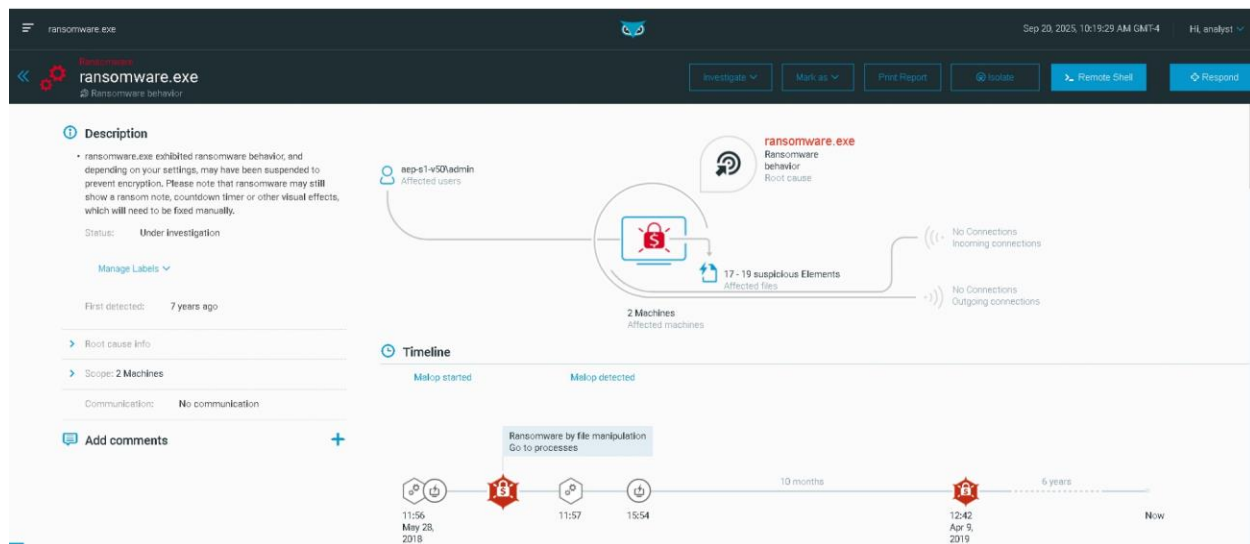 ransomware.exe
Sep 20, 2025, 10:19:29 AM GMT-4
Hi, analyst
Ransomware
ransomware.exe
Ransomware behavior
Investigate
Mark as
Print Report
Isolate
Remote Shell
Respond
Description
• ransomware.exe exhibited ransomware behavior, and
depending on your settings, may have been suspended to
prevent encryption. Please note that ransomware may still
show a ransom note, countdown timer or other visual effects,
which will need to be fixed manually.
Status: Under investigation
Manage Labels
First detected: 7 years ago
Root cause info
Scope: 2 Machines
Communication: No communication
Add comments
aep-s1-v50\admin
Affected users
ransomware.exe
Ransomware
behavior
Root cause
No Connections
Incoming connections
17 - 19 suspicious Elements
Affected files
No Connections
Outgoing connections
2 Machines
Affected machines
Timeline
Malop started
Malop detected
Ransomware by file manipulation
Go to processes
10 months
6 years
11:56
May 28,
2018
11:57
15:54
12:42
Apr 9,
2019
Now